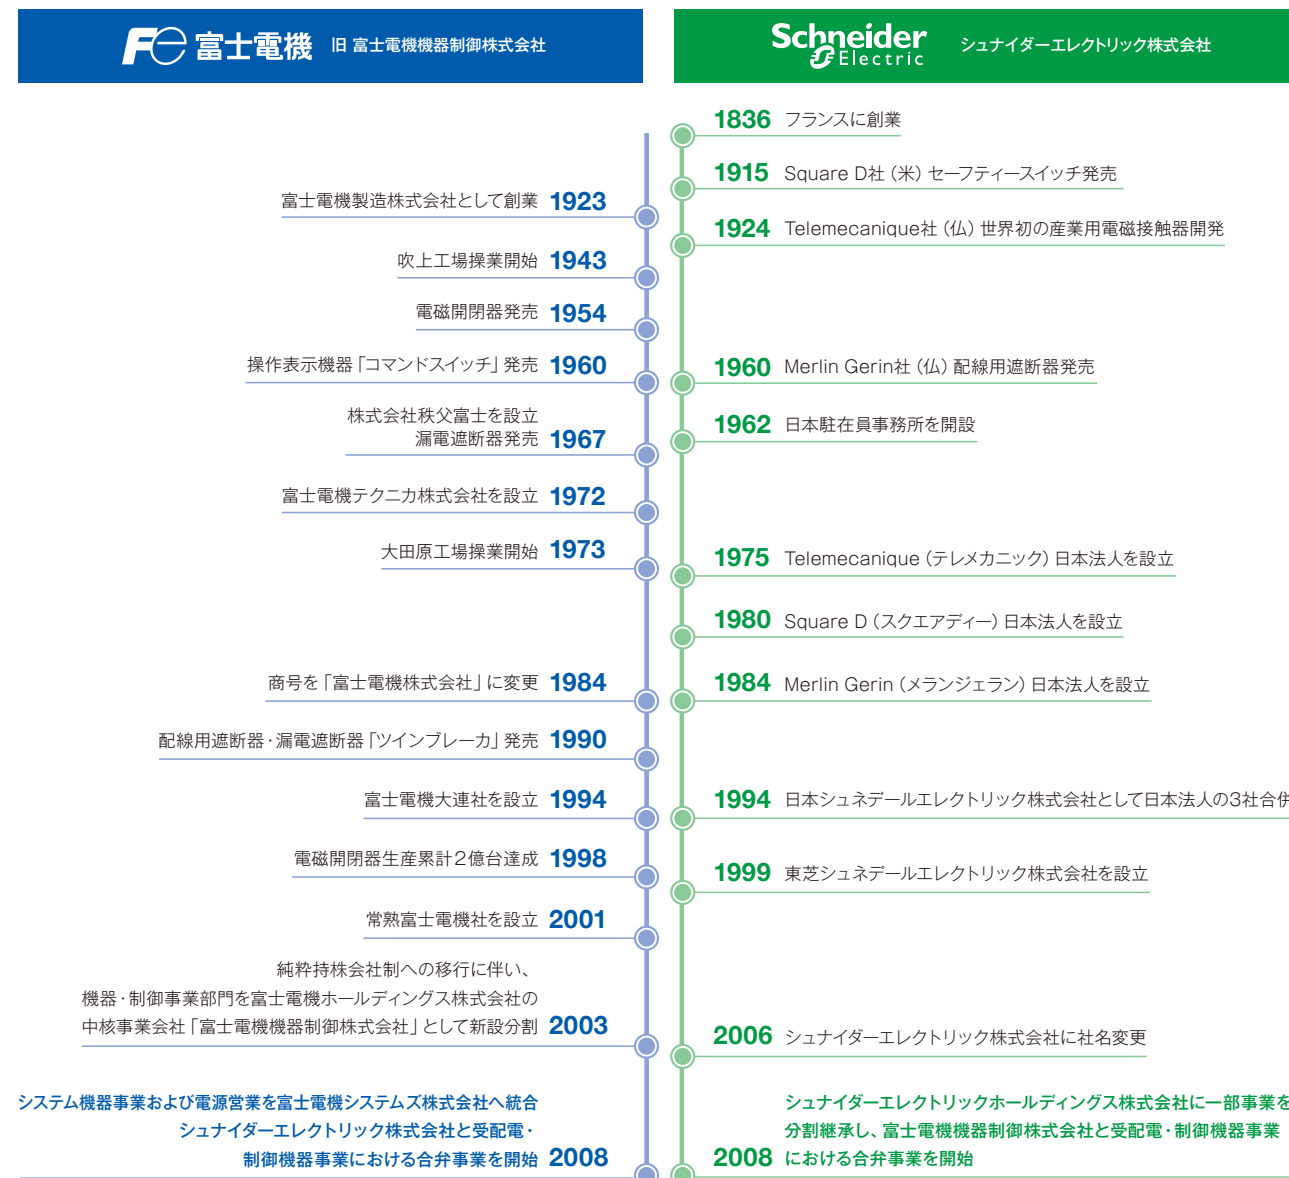 富士電機 旧 富士電機機器制御株式会社
富士電機製造株式会社として創業 1923
吹上工場操業開始 1943
電磁開閉器発売 1954
操作表示機器「コマンドスイッチ」発売 1960
株式会社秩父富士を設立
漏電遮断器発売 1967
富士電機テクニカ株式会社を設立 1972
大田原工場操業開始 1973
商号を「富士電機株式会社」に変更 1984
配線用遮断器・漏電遮断器「ツインブレーカ」発売 1990
富士電機大連社を設立 1994
電磁開閉器生産累計2億台達成 1998
常熟富士電機社を設立 2001
純粋持株会社制への移行に伴い、
機器・制御事業部門を富士電機ホールディングス株式会社の
中核事業会社「富士電機機器制御株式会社」として新設分割 2003
システム機器事業および電源営業を富士電機システムズ株式会社へ統合
シュナイダーエレクトリック株式会社と受配電・
制御機器事業における合弁事業を開始 2008
Schneider Electric シュナイダーエレクトリック株式会社
1836 フランスに創業
1915 Square D社(米)セーフティースイッチ発売
1924 Telemecanique社(仏)世界初の産業用電磁接触器開発
1960 Merlin Gerin社(仏)配線用遮断器発売
1962 日本駐在員事務所を開設
1975 Telemecanique(テレメカニック)日本法人を設立
1980 Square D(スクエアディー)日本法人を設立
1984 Merlin Gerin(メランジェラン)日本法人を設立
1994 日本シュネデールエレクトリック株式会社として日本法人の3社合併
1999 東芝シュネデールエレクトリック株式会社を設立
2006 シュナイダーエレクトリック株式会社に社名変更
シュナイダーエレクトリックホールディングス株式会社に一部事業を
分割継承し、富士電機機器制御株式会社と受配電・制御機器事業
2008 における合弁事業を開始